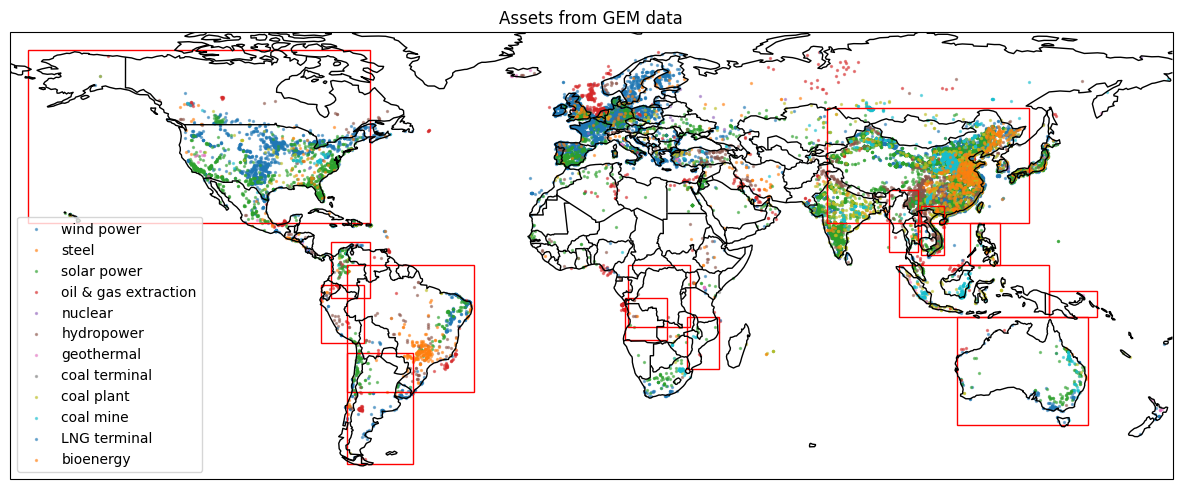 Assets from GEM data
wind power
steel
solar power
oil & gas extraction
nuclear
hydropower
geothermal
coal terminal
coal plant
coal mine
LNG terminal
bioenergy